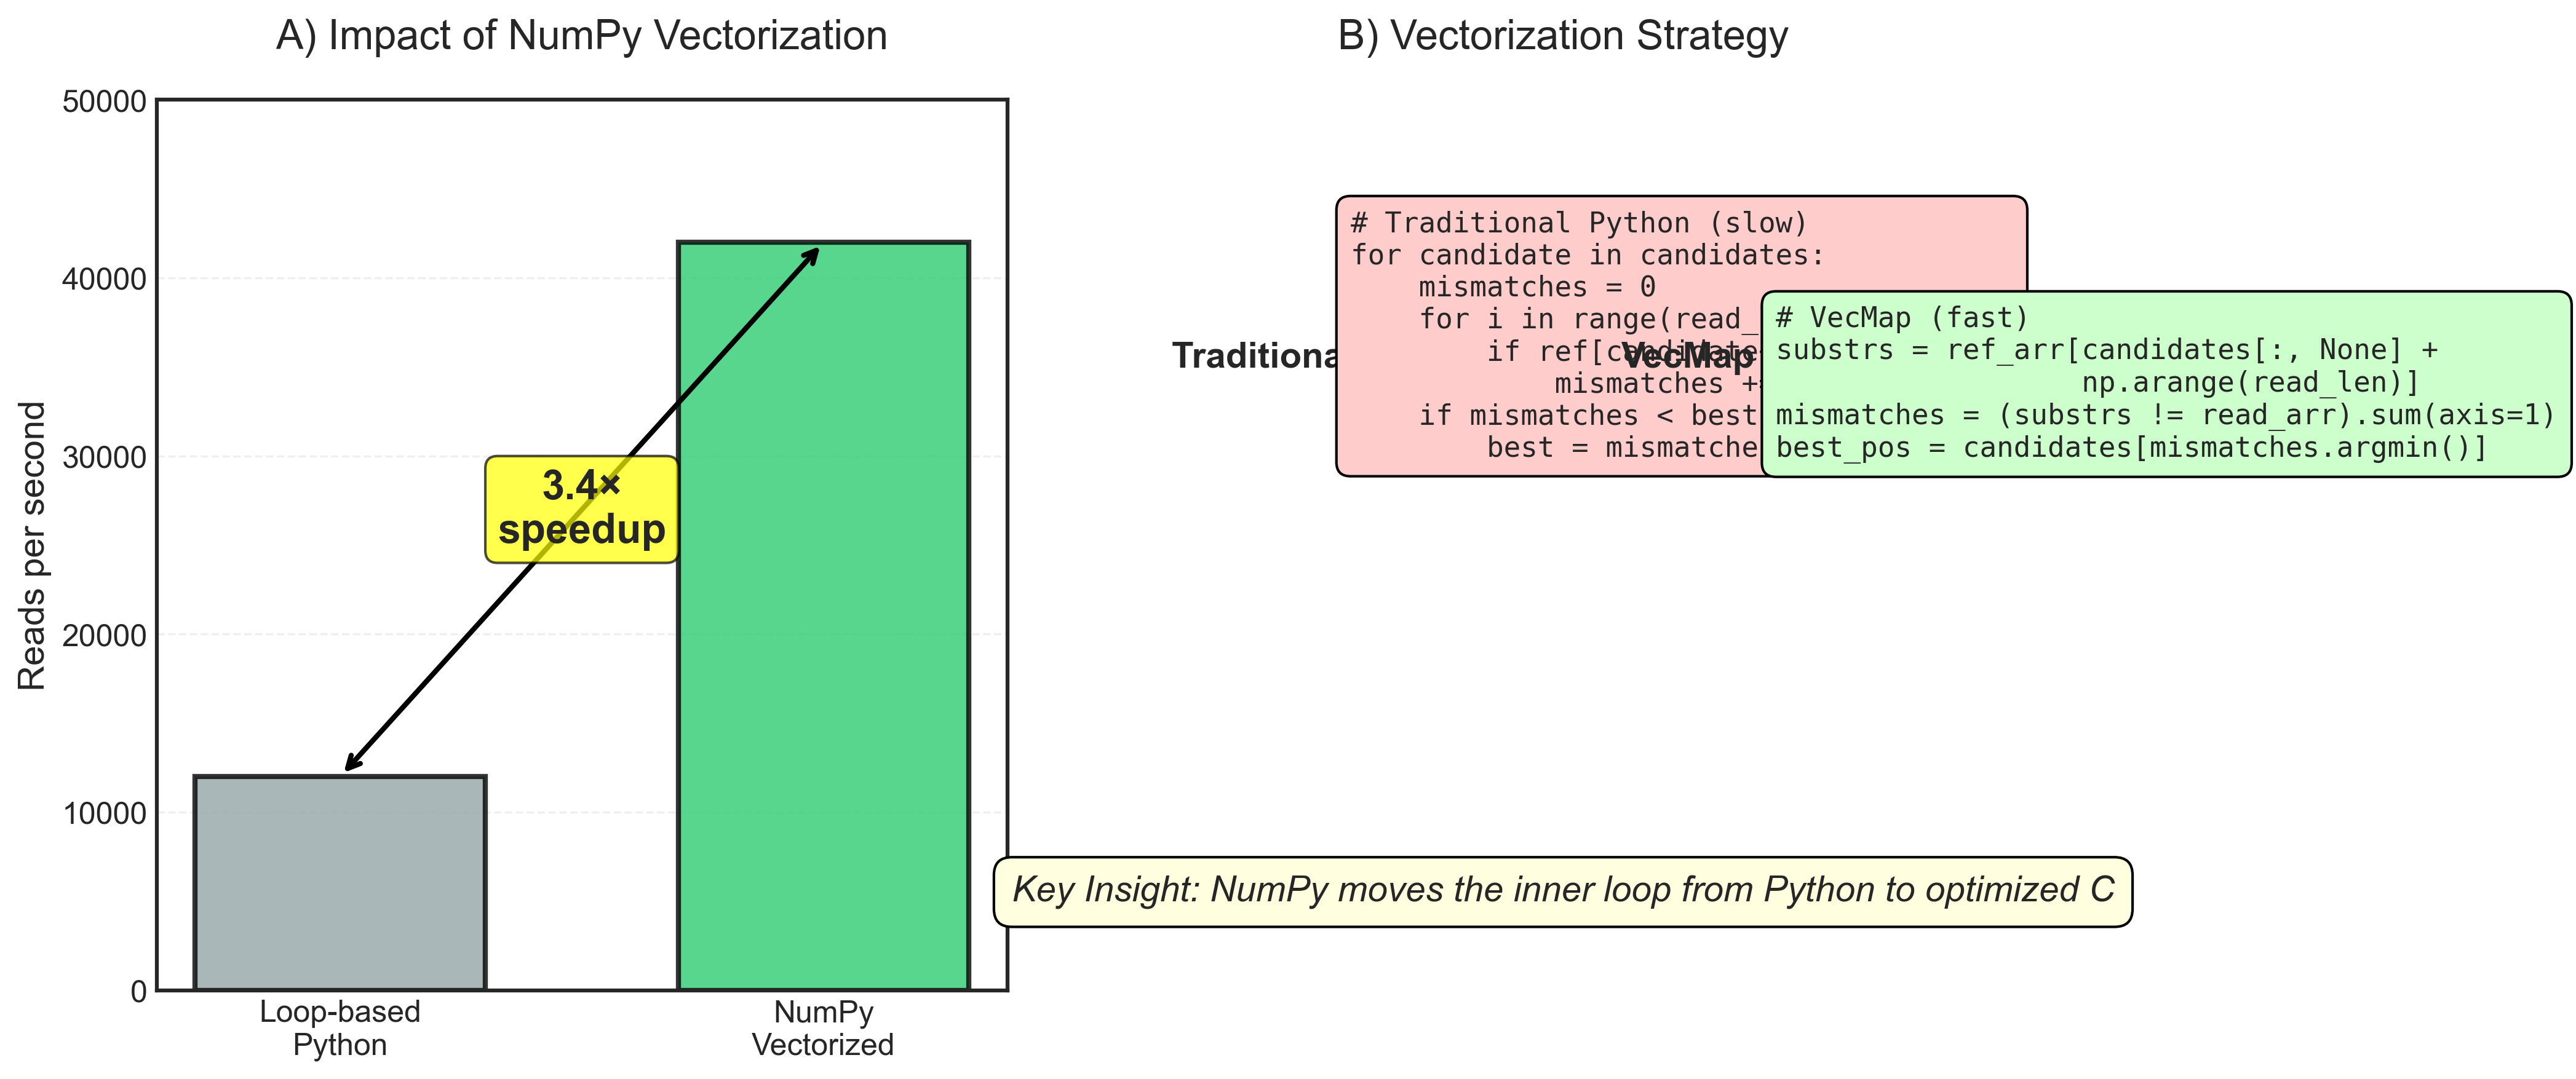 A) Impact of NumPy Vectorization
50000
40000
30000
20000
10000
0
Reads per second
3.4×
speedup
Loop-based
Python
NumPy
Vectorized
B) Vectorization Strategy
Traditiona
# Traditional Python (slow)
for candidate in candidates:
    mismatches = 0
    for i in range(read_
        if ref[candidate
            mismatches +
    if mismatches < best
        best = mismatche
VecMap
# VecMap (fast)
substrs = ref_arr[candidates[:, None] +
                  np.arange(read_len)]
mismatches = (substrs != read_arr).sum(axis=1)
best_pos = candidates[mismatches.argmin()]
Key Insight: NumPy moves the inner loop from Python to optimized C